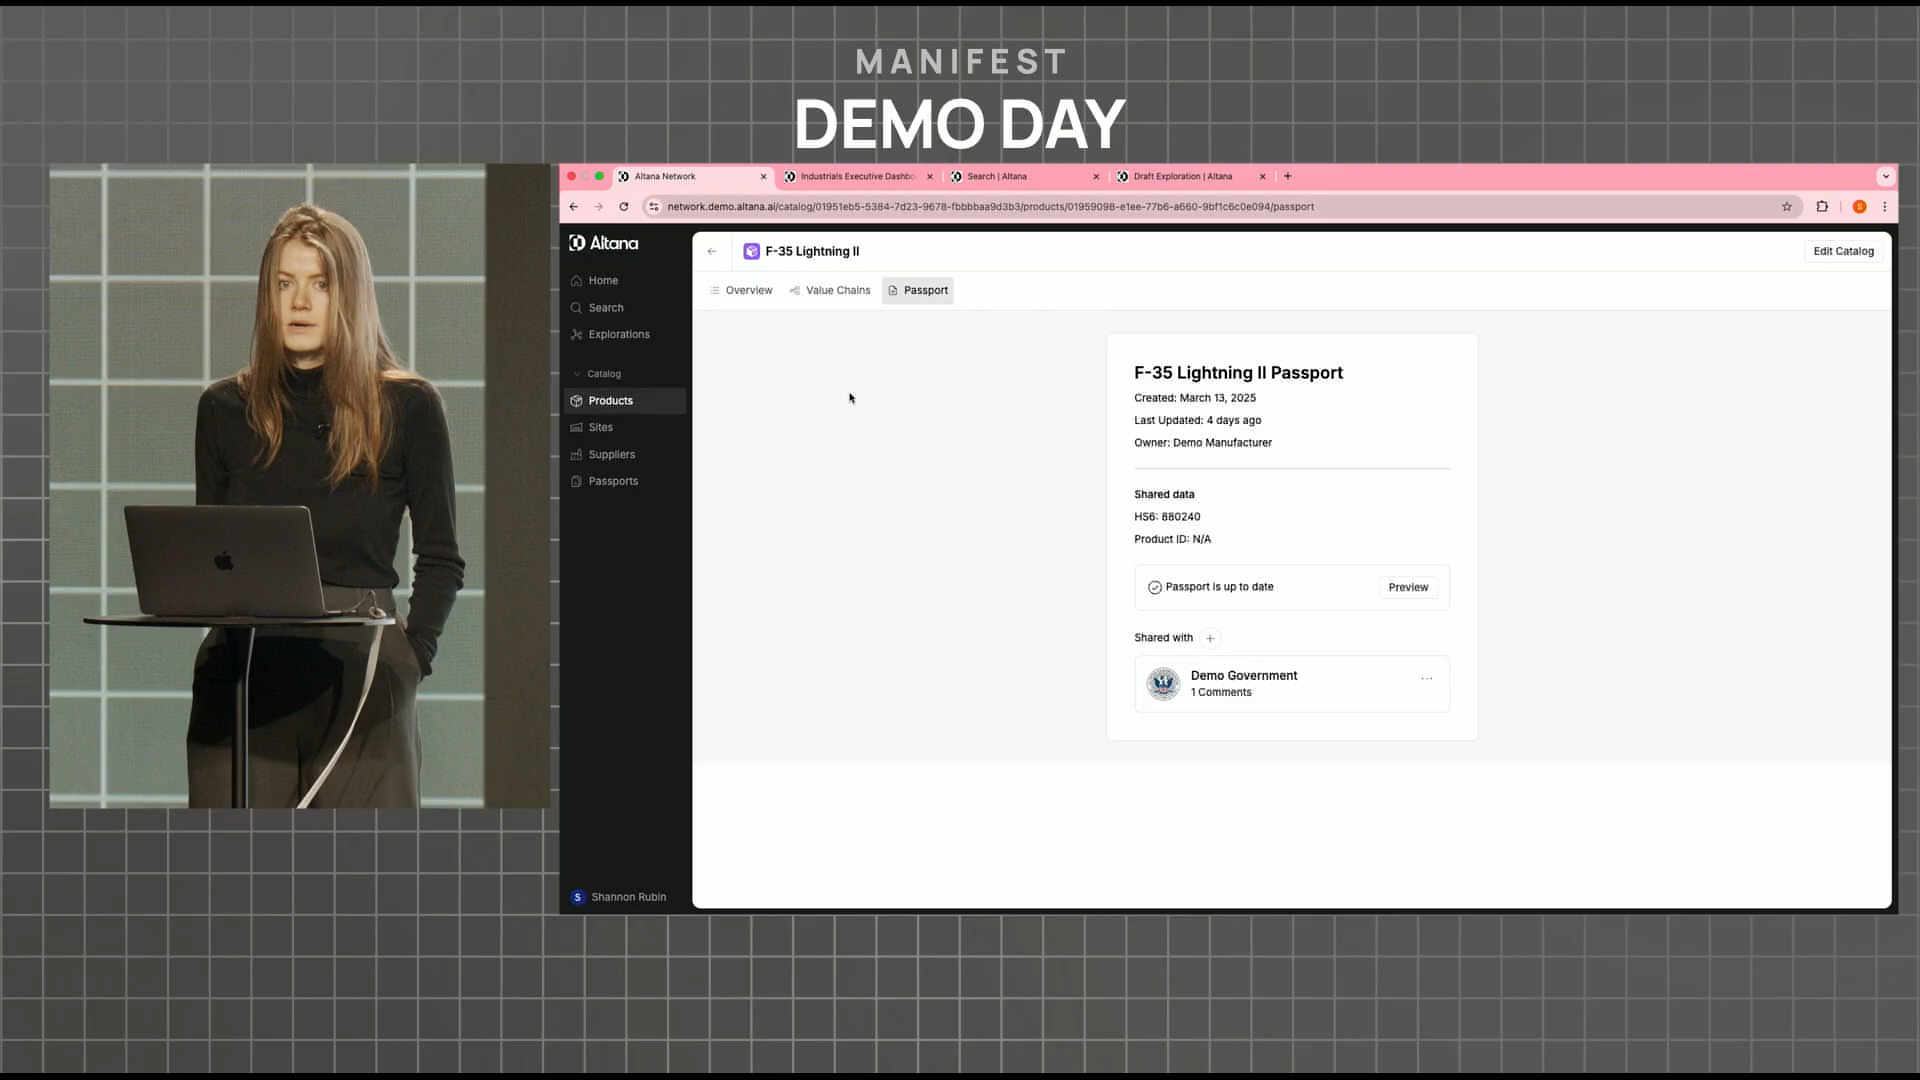 MANIFEST
DEMO DAY
Altana Network
Industrials Executive Dashbo
Search | Altana
Draft Exploration | Altana
network.demo.altana.ai/catalog/01951eb5-5384-7d23-9678-fbbbbaa9d3b3/products/01959098-e1ee-77b6-a660-9bf1c6c0e094/passport
S
Altana
F-35 Lightning II
Edit Catalog
Home
Overview
Value Chains
Passport
Search
Explorations
Catalog
Products
Sites
Suppliers
Passports
F-35 Lightning II Passport
Created: March 13, 2025
Last Updated: 4 days ago
Owner: Demo Manufacturer
Shared data
HS6: 880240
Product ID: N/A
Passport is up to date
Preview
Shared with
Demo Government
1 Comments
S
Shannon Rubin